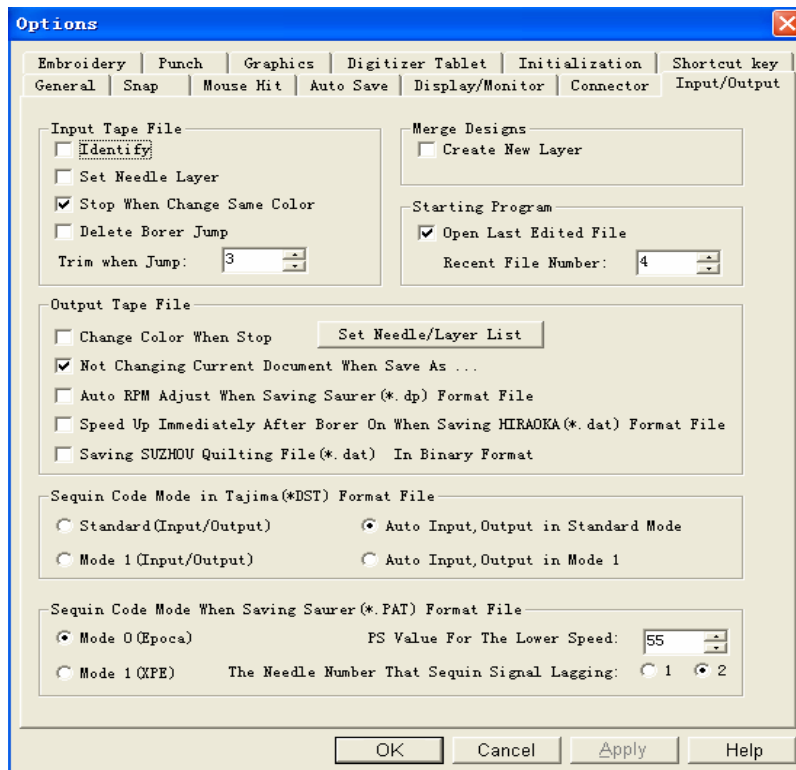 Options
Embroidery Punch Graphics Digitizer Tablet Initialization Shortcut key
General Snap Mouse Hit Auto Save Display/Monitor Connector Input/Output
Input Tape File
Identify
Set Needle Layer
Stop When Change Same Color
Delete Borer Jump
Trim when Jump: 3
Merge Designs
Create New Layer
Starting Program
Open Last Edited File
Recent File Number: 4
Output Tape File
Change Color When Stop Set Needle/Layer List
Not Changing Current Document When Save As ...
Auto RPM Adjust When Saving Saurer(*.dp) Format File
Speed Up Immediately After Borer On When Saving HIRAOKA(*.dat) Format File
Saving SUZHOU Quilting File(*.dat) In Binary Format
Sequin Code Mode in Tajima(*DST) Format File
Standard(Input/Output) Auto Input,Output in Standard Mode
Mode 1(Input/Output) Auto Input,Output in Mode 1
Sequin Code Mode When Saving Saurer(*.PAT) Format File
Mode 0(Epoca) PS Value For The Lower Speed: 55
Mode 1(XPE) The Needle Number That Sequin Signal Lagging: 1 2
OK Cancel Apply Help